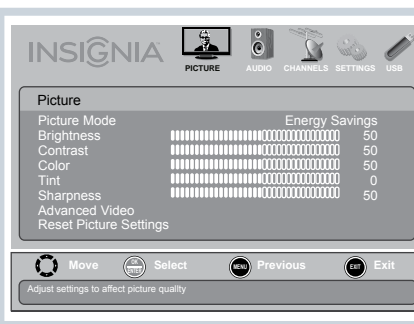 INSIGNIA
PICTURE AUDIO CHANNELS SETTINGS USB
Picture
Picture Mode Energy Savings
Brightness 50
Contrast 50
Color 50
Tint 0
Sharpness 50
Advanced Video
Reset Picture Settings
Move OK ENTER Select MENU Previous EXIT Exit
Adjust settings to affect picture quality